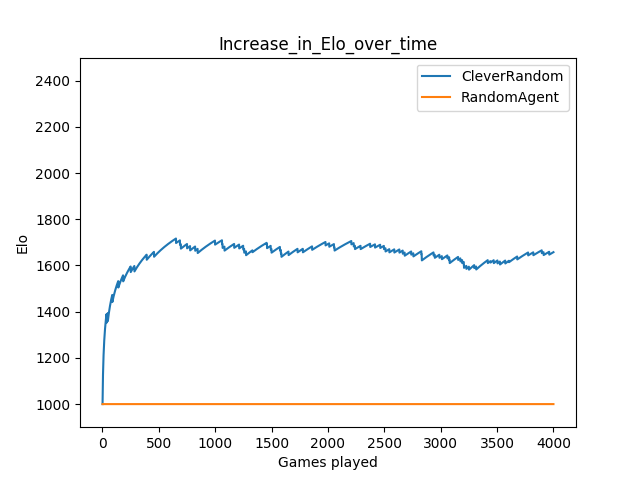 Increase_in_Elo_over_time
CleverRandom
RandomAgent
2400
2200
2000
1800
1600
1400
1200
1000
Elo
0 500 1000 1500 2000 2500 3000 3500 4000
Games played